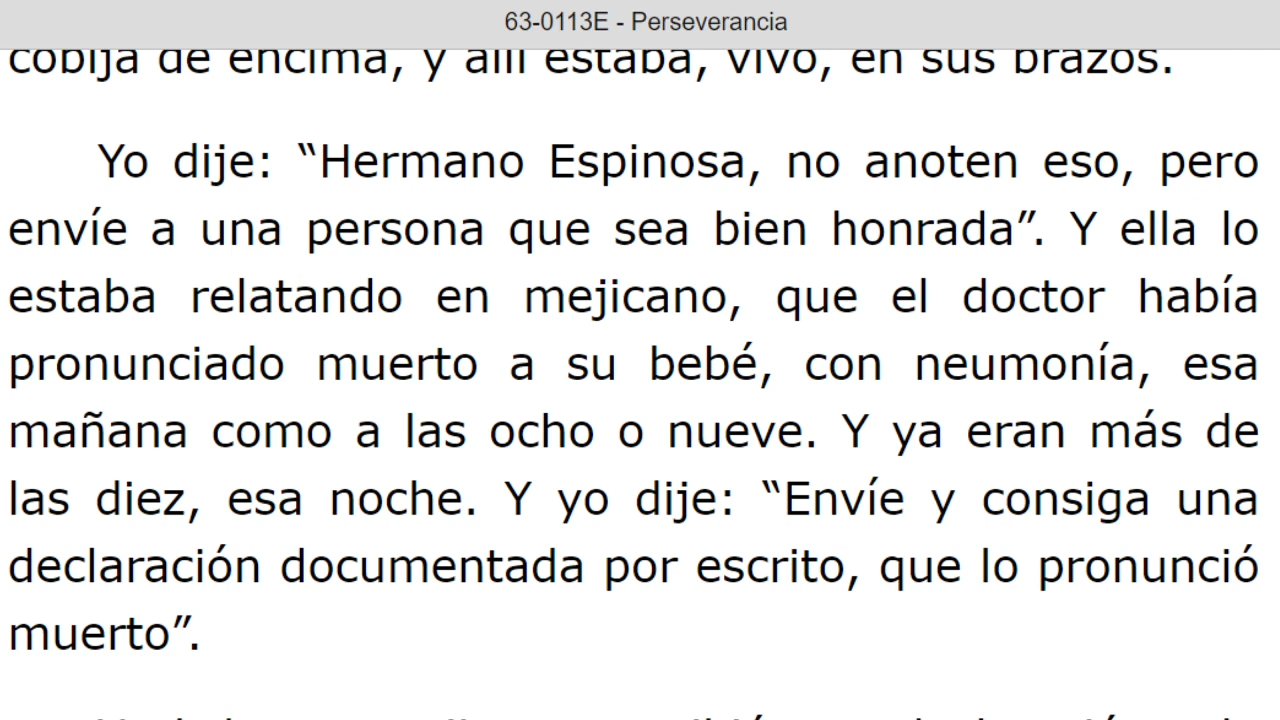 63-0113E - Perseverancia
cobija de encima, y allí estaba, vivo, en sus brazos.
Yo dije: “Hermano Espinosa, no anoten eso, pero
envíe a una persona que sea bien honrada”. Y ella lo
estaba relatando en mejicano, que el doctor había
pronunciado muerto a su bebé, con neumonía, esa
mañana como a las ocho o nueve. Y ya eran más de
las diez, esa noche. Y yo dije: “Envíe y consiga una
declaración documentada por escrito, que lo pronunció
muerto”.